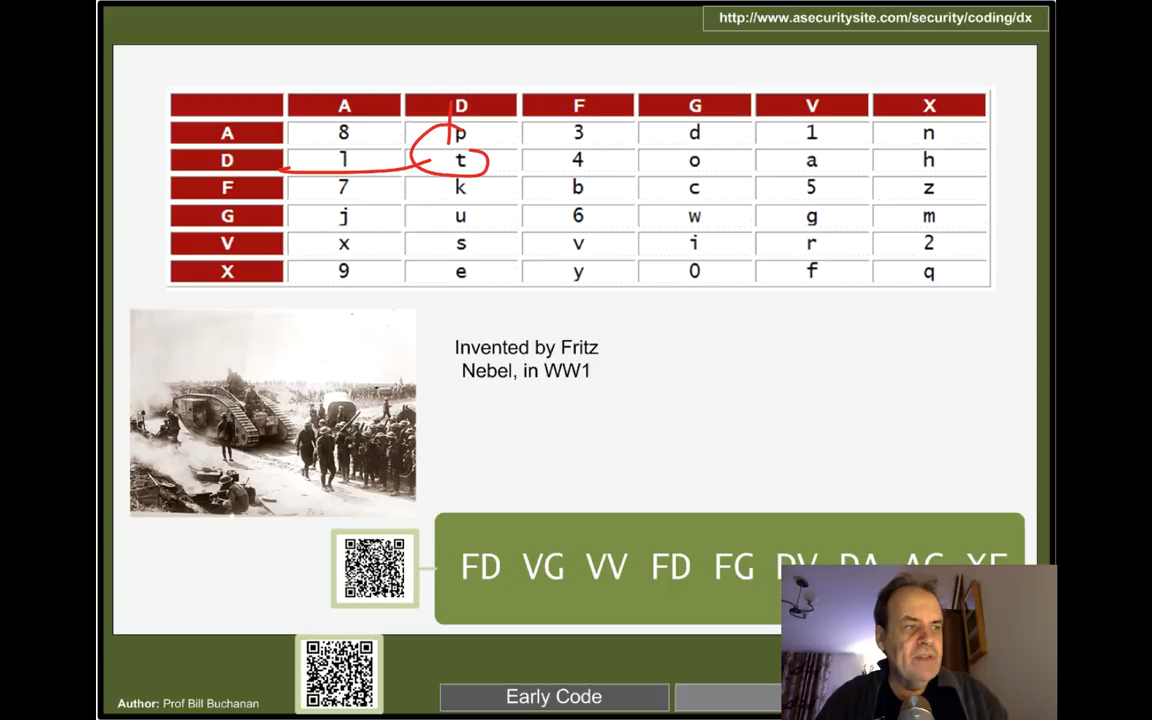 http://www.asecuritysite.com/security/coding/dx
A D F G V X
A 8 p 3 d 1 n
D l t 4 o a h
F 7 k b c 5 z
G j u 6 w g m
V x s v i r 2
X 9 e y 0 f q
Invented by Fritz
Nebel, in WW1
FD VG VV FD FG
Early Code
Author: Prof Bill Buchanan